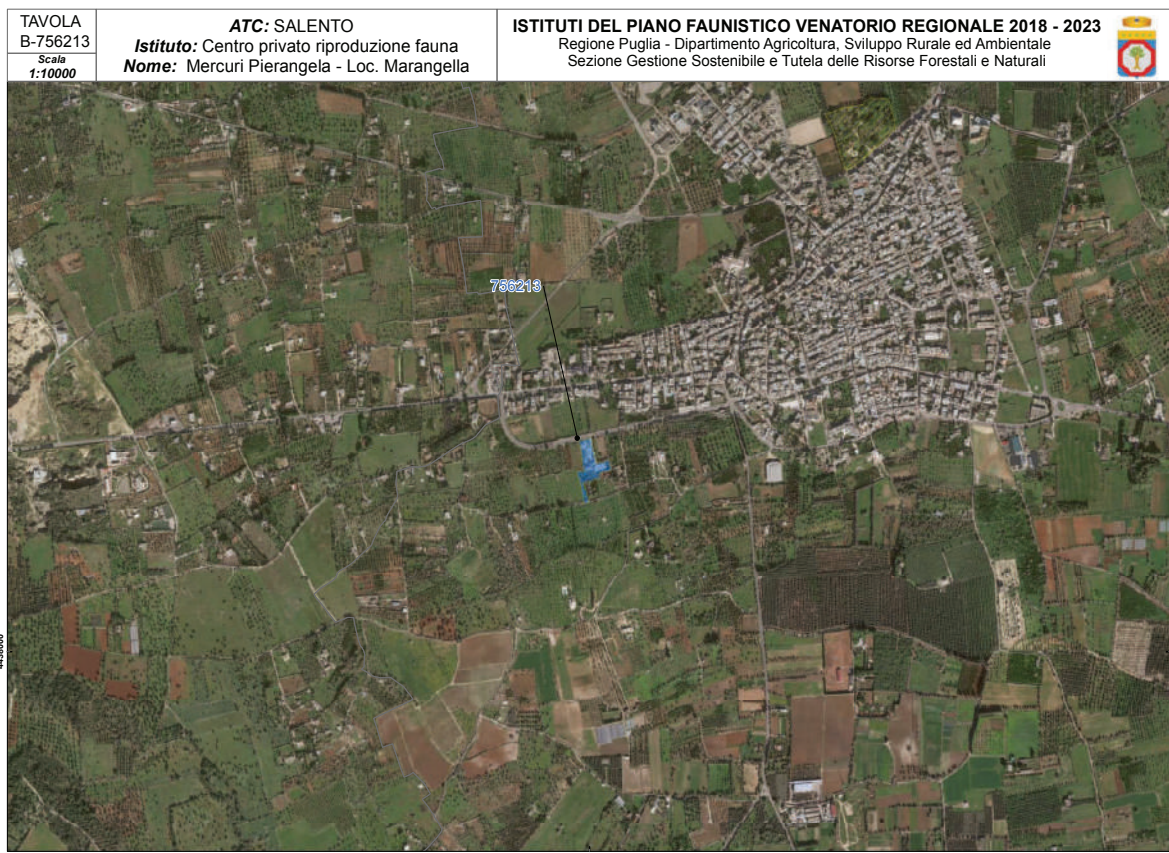 TAVOLA
B-756213
Scala
1:10000
ATC: SALENTO
Istituto: Centro privato riproduzione fauna
Nome: Mercuri Pierangela - Loc. Marangella
ISTITUTI DEL PIANO FAUNISTICO VENATORIO REGIONALE 2018 - 2023
Regione Puglia - Dipartimento Agricoltura, Sviluppo Rurale ed Ambientale
Sezione Gestione Sostenibile e Tutela delle Risorse Forestali e Naturali
756213